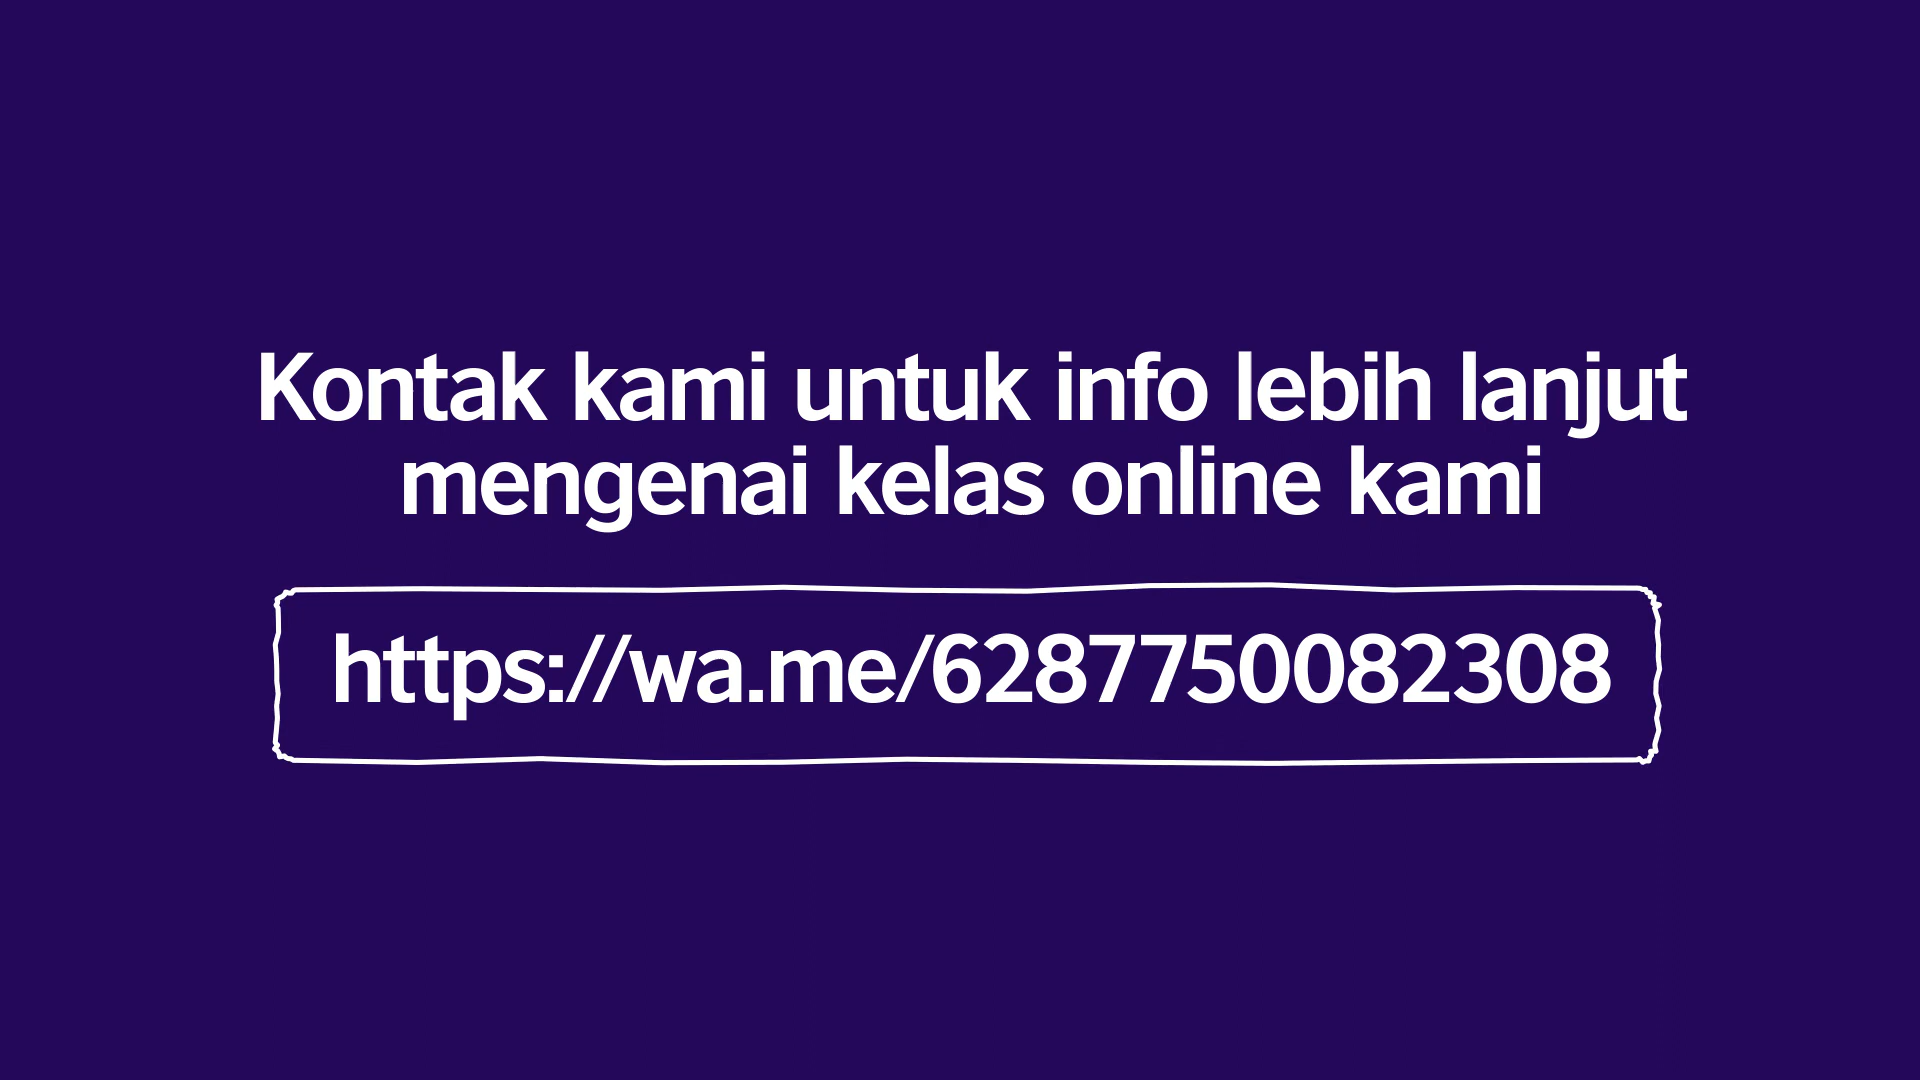 Kontak kami untuk info lebih lanjut
mengenai kelas online kami
https://wa.me/6287750082308